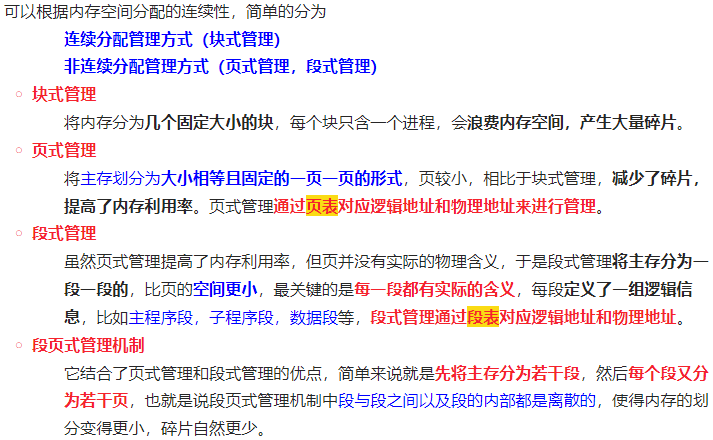 可以根据内存空间分配的连续性，简单的分为
连续分配管理方式（块式管理）
非连续分配管理方式（页式管理，段式管理）
块式管理
将内存分为几个固定大小的块，每个块只含一个进程，会浪费内存空间，产生大量碎片。
页式管理
将主存划分为大小相等且固定的一页一页的形式，页较小，相比于块式管理，减少了碎片，
提高了内存利用率。页式管理通过页表对应逻辑地址和物理地址来进行管理。
段式管理
虽然页式管理提高了内存利用率，但页并没有实际的物理含义，于是段式管理将主存分为一
段一段的，比页的空间更小，最关键的是每一段都有实际的含义，每段定义了一组逻辑信
息，比如主程序段，子程序段，数据段等，段式管理通过段表对应逻辑地址和物理地址。
段页式管理机制
它结合了页式管理和段式管理的优点，简单来说就是先将主存分为若干段，然后每个段又分
为若干页，也就是说段页式管理机制中段与段之间以及段的内部都是离散的，使得内存的划
分变得更小，碎片自然更少。